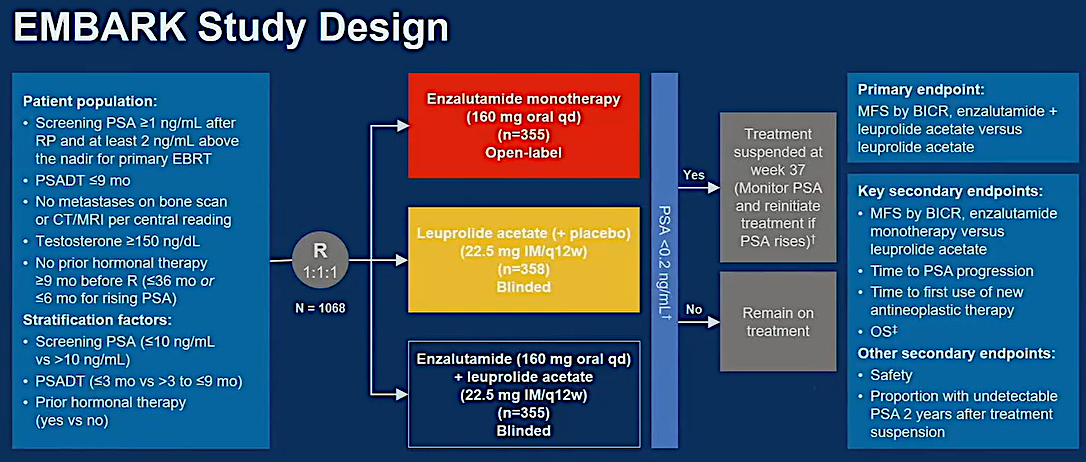 EMBARK Study Design
Patient population:
• Screening PSA ≥1 ng/mL after
RP and at least 2 ng/mL above
the nadir for primary EBRT
• PSADT ≤9 mo
• No metastases on bone scan
or CT/MRI per central reading
• Testosterone ≥150 ng/dL
• No prior hormonal therapy
≥9 mo before R (≤36 mo or
≤6 mo for rising PSA)
Stratification factors:
• Screening PSA (≤10 ng/mL
vs >10 ng/mL)
• PSADT (≤3 mo vs >3 to ≤9 mo)
• Prior hormonal therapy
(yes vs no)
R
1:1:1
N = 1068
Enzalutamide monotherapy
(160 mg oral qd)
(n=355)
Open-label
Leuprolide acetate (+ placebo)
(22.5 mg IM/q12w)
(n=358)
Blinded
Enzalutamide (160 mg oral qd)
+ leuprolide acetate
(22.5 mg IM/q12w)
(n=355)
Blinded
PSA <0.2 ng/mL†
Yes
Treatment
suspended at
week 37
(Monitor PSA
and reinitiate
treatment if
PSA rises)†
No
Remain on
treatment
Primary endpoint:
MFS by BICR, enzalutamide +
leuprolide acetate versus
leuprolide acetate
Key secondary endpoints:
• MFS by BICR, enzalutamide
monotherapy versus
leuprolide acetate
• Time to PSA progression
• Time to first use of new
antineoplastic therapy
• OS‡
Other secondary endpoints:
• Safety
• Proportion with undetectable
PSA 2 years after treatment
suspension